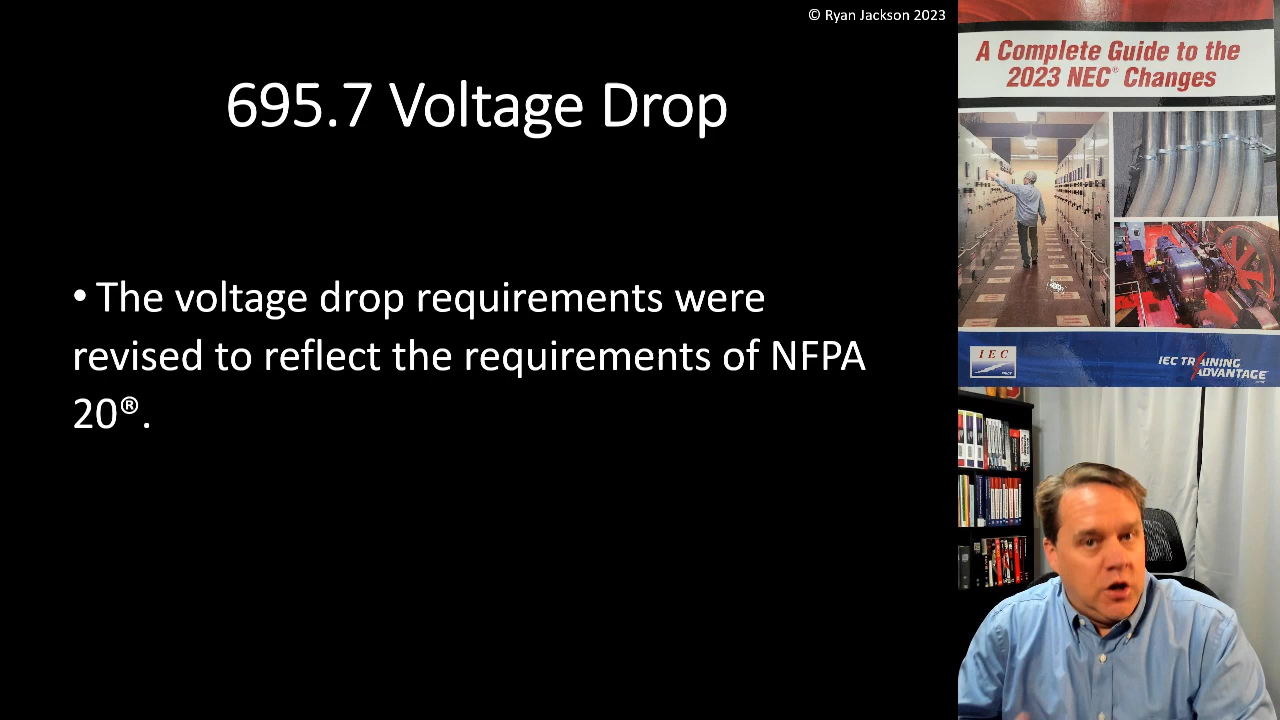 © Ryan Jackson 2023
695.7 Voltage Drop
• The voltage drop requirements were
revised to reflect the requirements of NFPA
20®.
A Complete Guide to the
2023 NEC® Changes
IEC
IEC TRAINING
ADVANTAGE